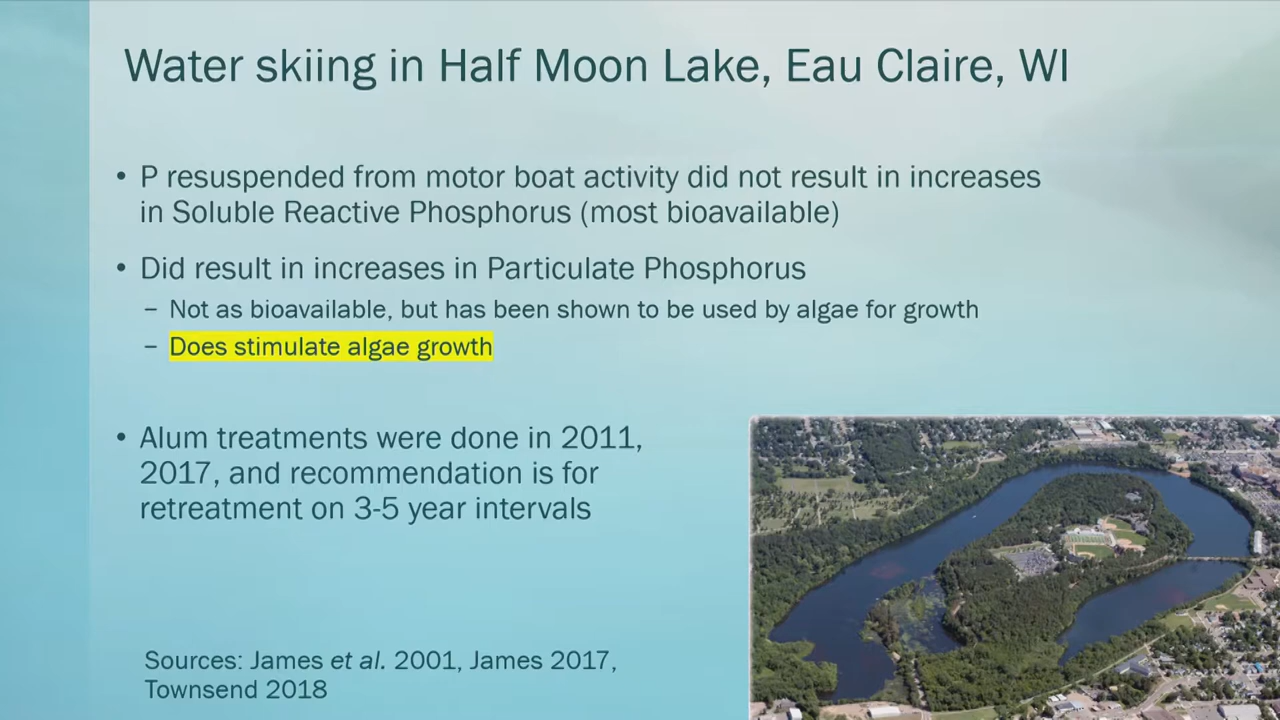 Water skiing in Half Moon Lake, Eau Claire, WI
• P resuspended from motor boat activity did not result in increases
in Soluble Reactive Phosphorus (most bioavailable)
• Did result in increases in Particulate Phosphorus
– Not as bioavailable, but has been shown to be used by algae for growth
– Does stimulate algae growth
• Alum treatments were done in 2011,
2017, and recommendation is for
retreatment on 3-5 year intervals
Sources: James et al. 2001, James 2017,
Townsend 2018